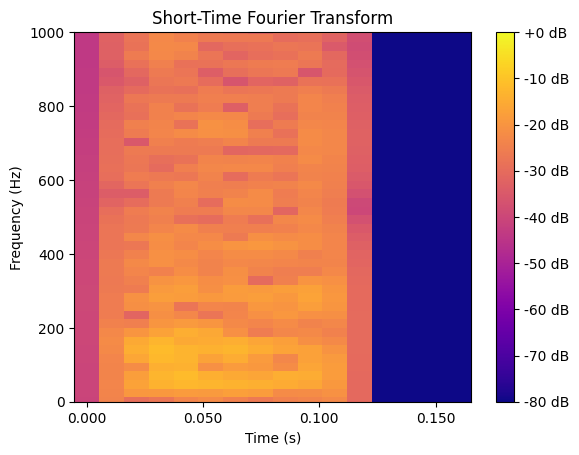 Short-Time Fourier Transform
Frequency (Hz)
1000
800
600
400
200
0
0.000
0.050
0.100
0.150
Time (s)
+0 dB
-10 dB
-20 dB
-30 dB
-40 dB
-50 dB
-60 dB
-70 dB
-80 dB